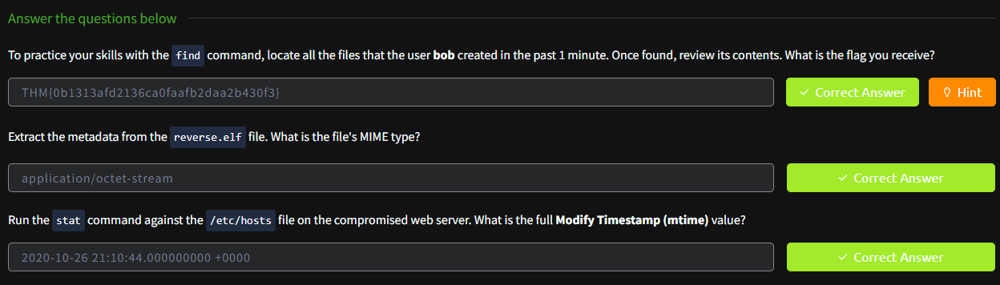 Answer the questions below
To practice your skills with the find command, locate all the files that the user bob created in the past 1 minute. Once found, review its contents. What is the flag you receive?
THM{0b1313afd2136ca0faafb2daa2b430f3}
Correct Answer
Hint
Extract the metadata from the reverse.elf file. What is the file's MIME type?
application/octet-stream
Correct Answer
Run the stat command against the /etc/hosts file on the compromised web server. What is the full Modify Timestamp (mtime) value?
2020-10-26 21:10:44.000000000 +0000
Correct Answer